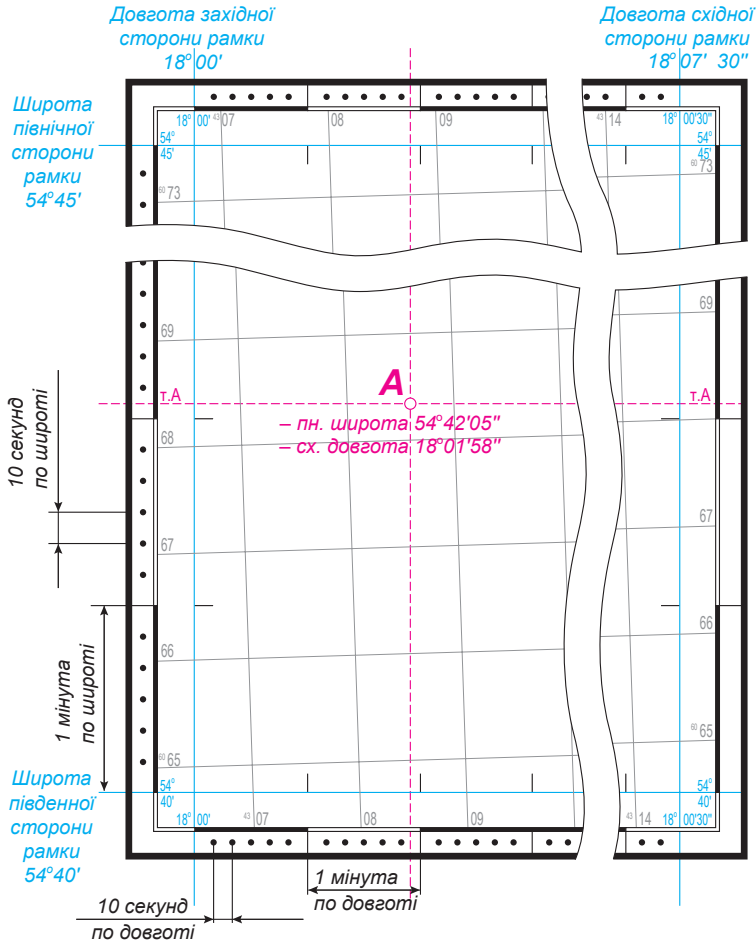 Довгота західної
сторони рамки
18°00'
Довгота східної
сторони рамки
18°07' 30"
Широта
північної
сторони
рамки
54°45'
18° 00' 43 07
08
09
43 14
18° 00'30"
54°
45'
54°
45'
60 73
60 73
69
69
т.А
А
т.А
– пн. широта 54°42'05"
– сх. довгота 18°01'58"
68
10 секунд
по широті
67
67
66
66
1 мінута
по широті
60 65
60 65
Широта
південної
сторони
рамки
54°40'
54°
40'
54°
40'
18° 00' 43 07
08
09
43 14
18° 00'30"
1 мінута
по довготі
10 секунд
по довготі